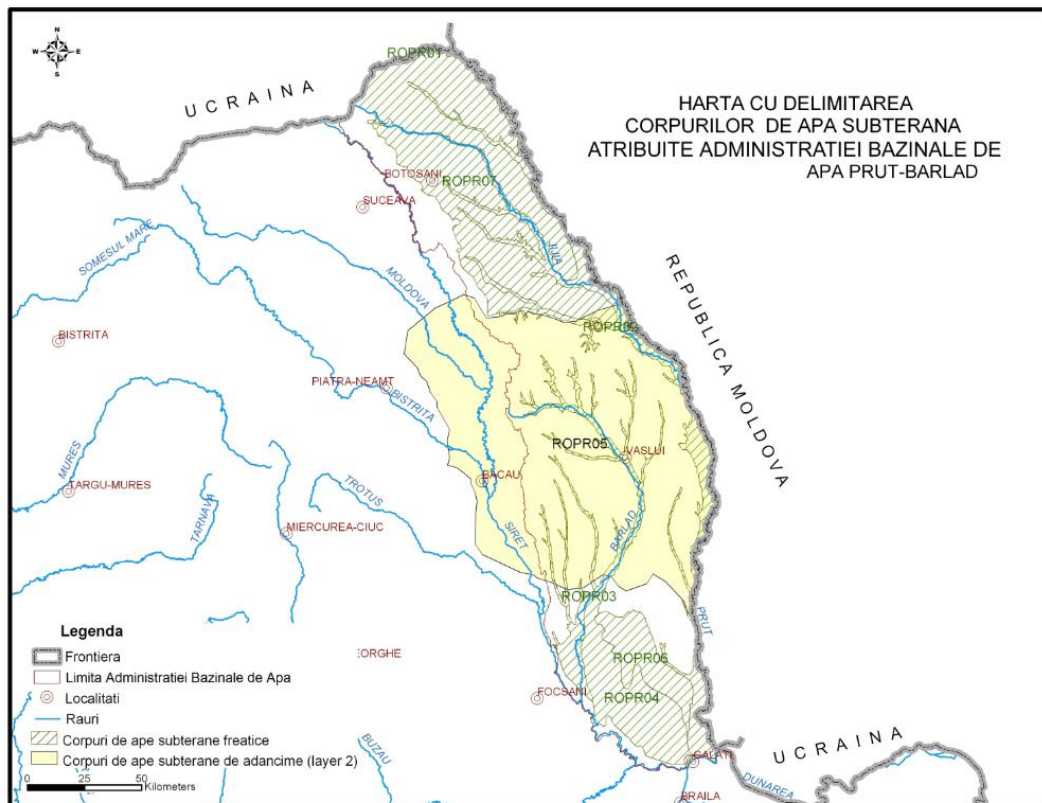 N
W E
S
HARTA CU DELIMITAREA
CORPURILOR DE APA SUBTERANA
ATRIBUITE ADMINISTRATIEI BAZINALE DE
APA PRUT-BARLAD
UCRAINA
ROPR01
BOTOSANI
ROPR07
SUCEAVA
SOMESUL MARE
MOLDOVA
JIJIA
REPUBLICA MOLDOVA
BISTRITA
PIATRA-NEAMT
BISTRITA
ROPR05
VASLUI
MURES
TARGU-MURES
TARNAVA
MIERCUREA-CIUC
TROTUS
BACAU
SIRET
BARLAD
ROPR03
PRUT
ROPR06
ROPR04
FOCSANI
GALATI
UCRAINA
DUNAREA
BRAILA
BUZAU
EORGHE
Legenda
Frontiera
Limita Administratiei Bazinale de Apa
Localitati
Rauri
Corpuri de ape subterane freatice
Corpuri de ape subterane de adancime (layer 2)
0 25 50
Kilometers